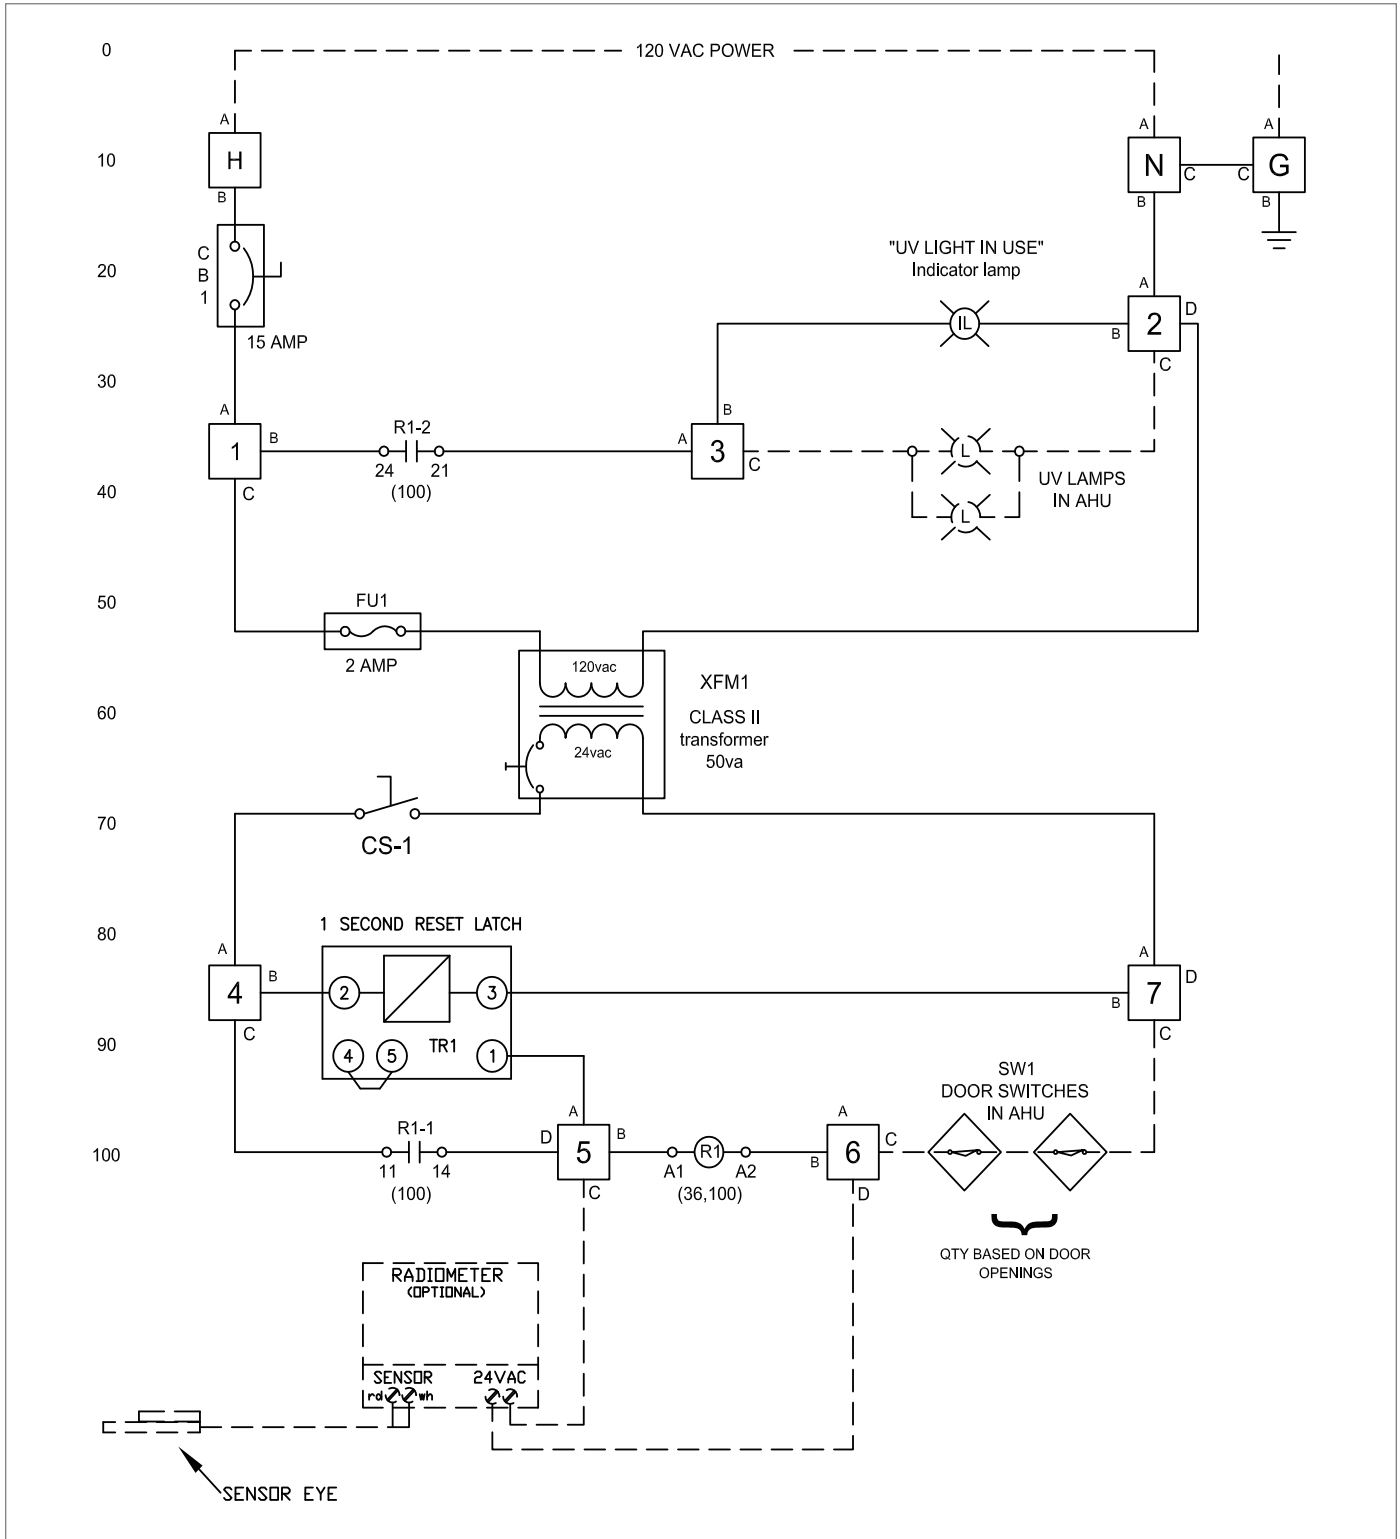 0
120 VAC POWER
A
A
A
10
H
N
C
C
G
B
B
B
C
B
1
"UV LIGHT IN USE"
Indicator lamp
20
15 AMP
IL
A
D
B
2
C
30
A
B
1
B
R1-2
24
21
(100)
A
3
C
L
C
L
UV LAMPS
IN AHU
40
50
FU1
2 AMP
120vac
24vac
XFM1
CLASS II
transformer
50va
60
70
CS-1
80
1 SECOND RESET LATCH
A
B
4
C
2
3
4
5
TR1
1
A
D
B
7
C
90
SW1
DOOR SWITCHES
IN AHU
100
R1-1
11
14
(100)
A
D
B
5
C
A1
R1
A2
(36,100)
A
B
6
C
D
QTY BASED ON DOOR
OPENINGS
RADIOMETER
(OPTIONAL)
SENSOR
24VAC
rd
wh
SENSOR EYE